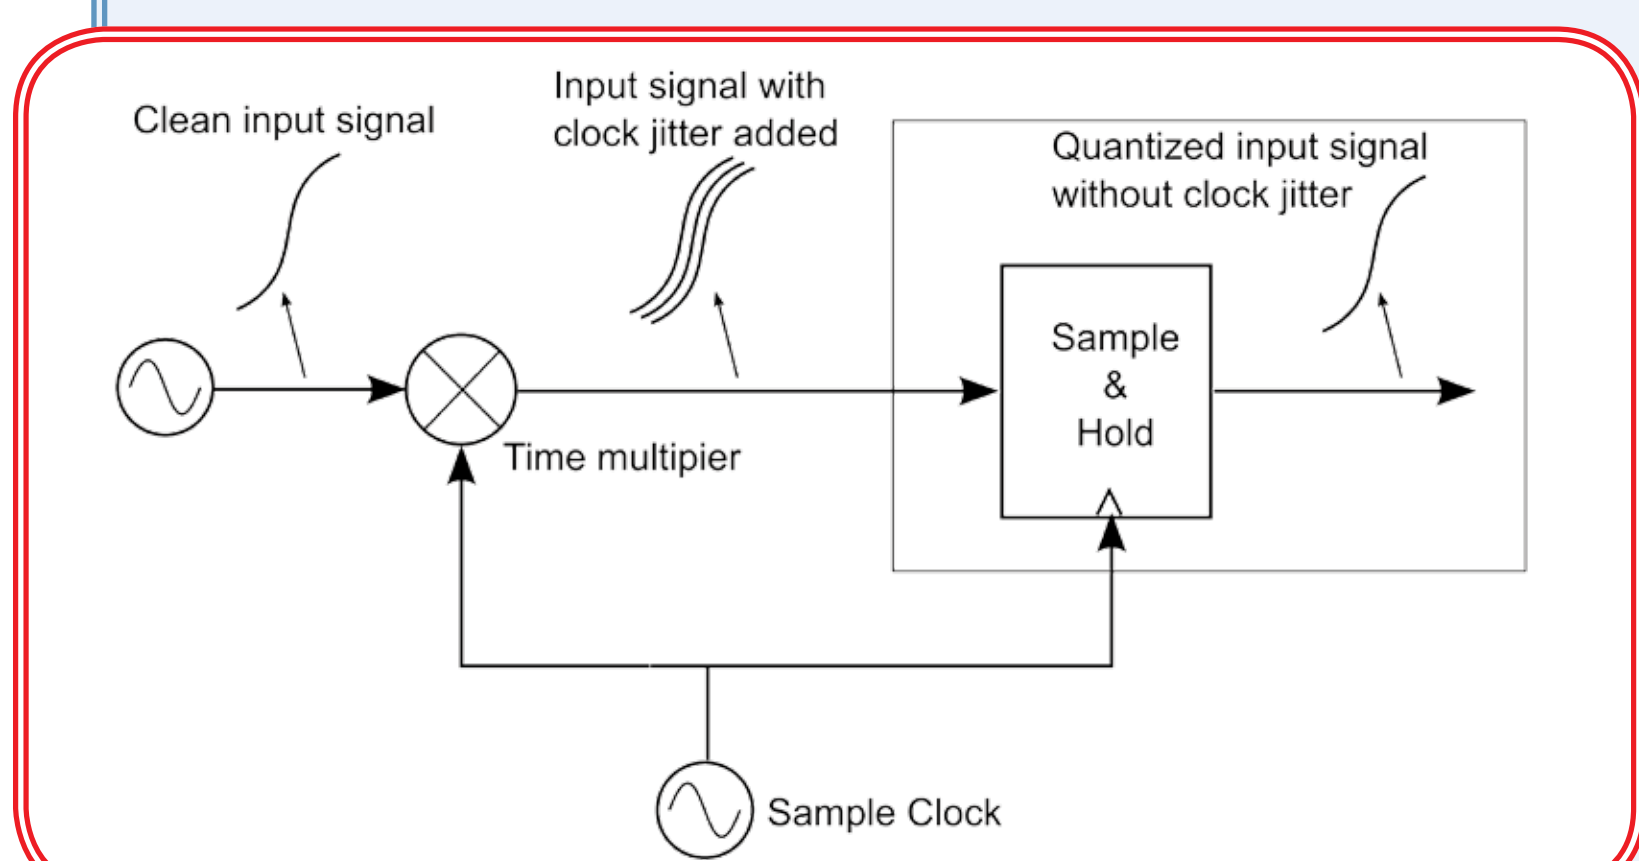 Clean input signal
Input signal with
clock jitter added
Quantized input signal
without clock jitter
Sample
&
Hold
Time multipier
Sample Clock